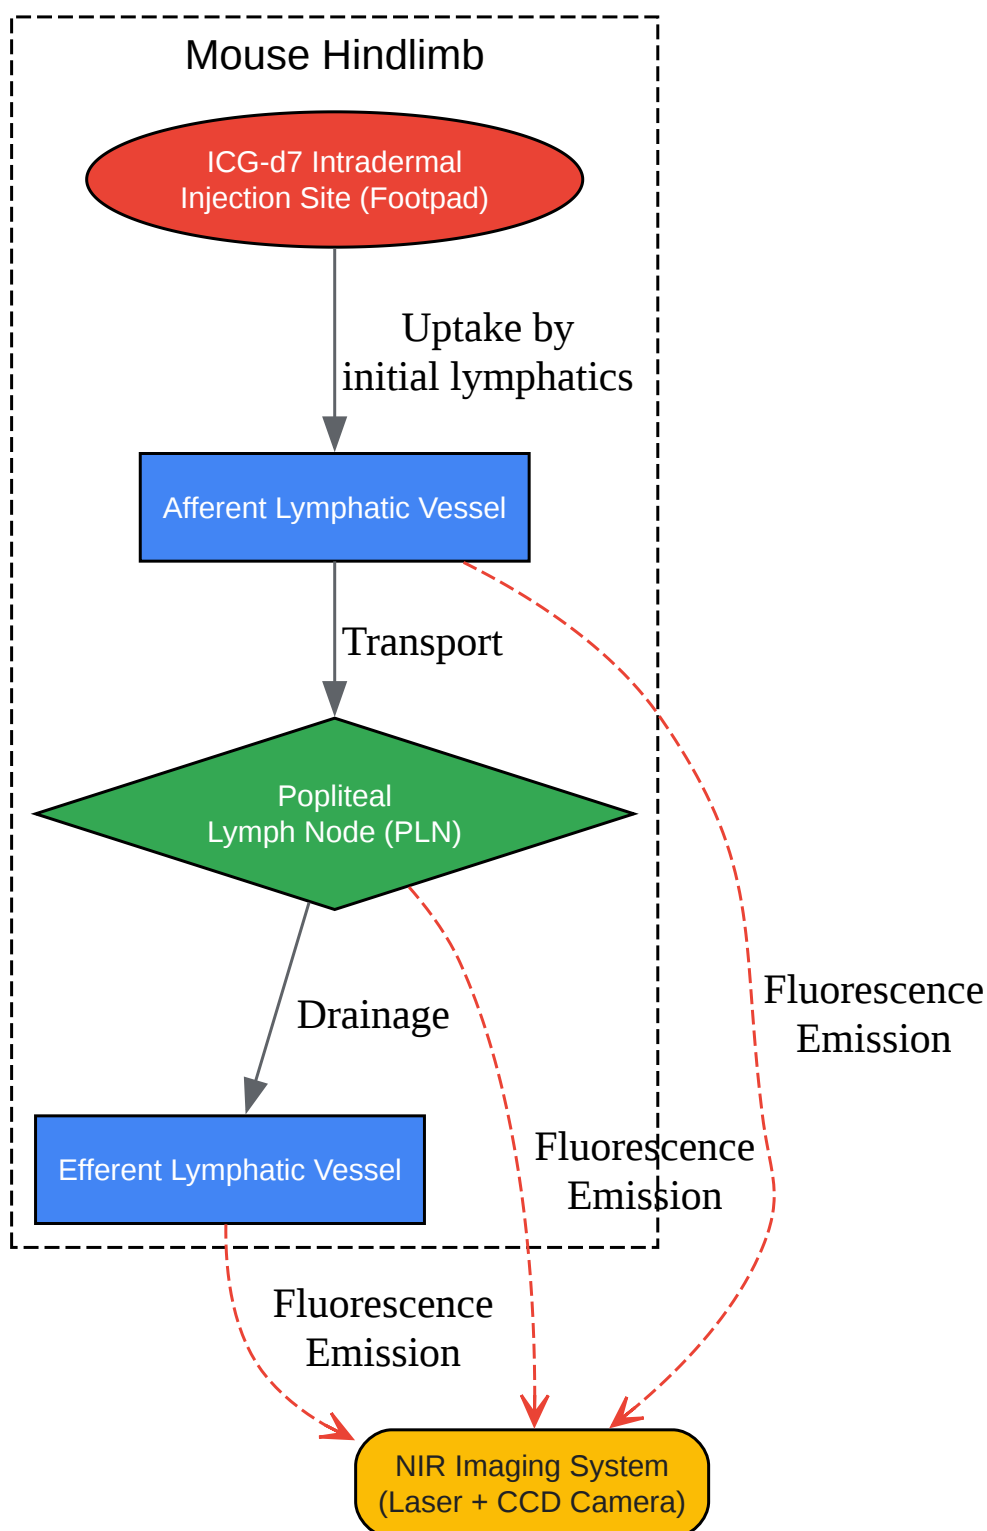 Mouse Hindlimb
ICG-d7 Intradermal
Injection Site (Footpad)
Uptake by
initial lymphatics
Afferent Lymphatic Vessel
Transport
Popliteal
Lymph Node (PLN)
Drainage
Fluorescence
Emission
Fluorescence
Emission
Efferent Lymphatic Vessel
Fluorescence
Emission
NIR Imaging System
(Laser + CCD Camera)